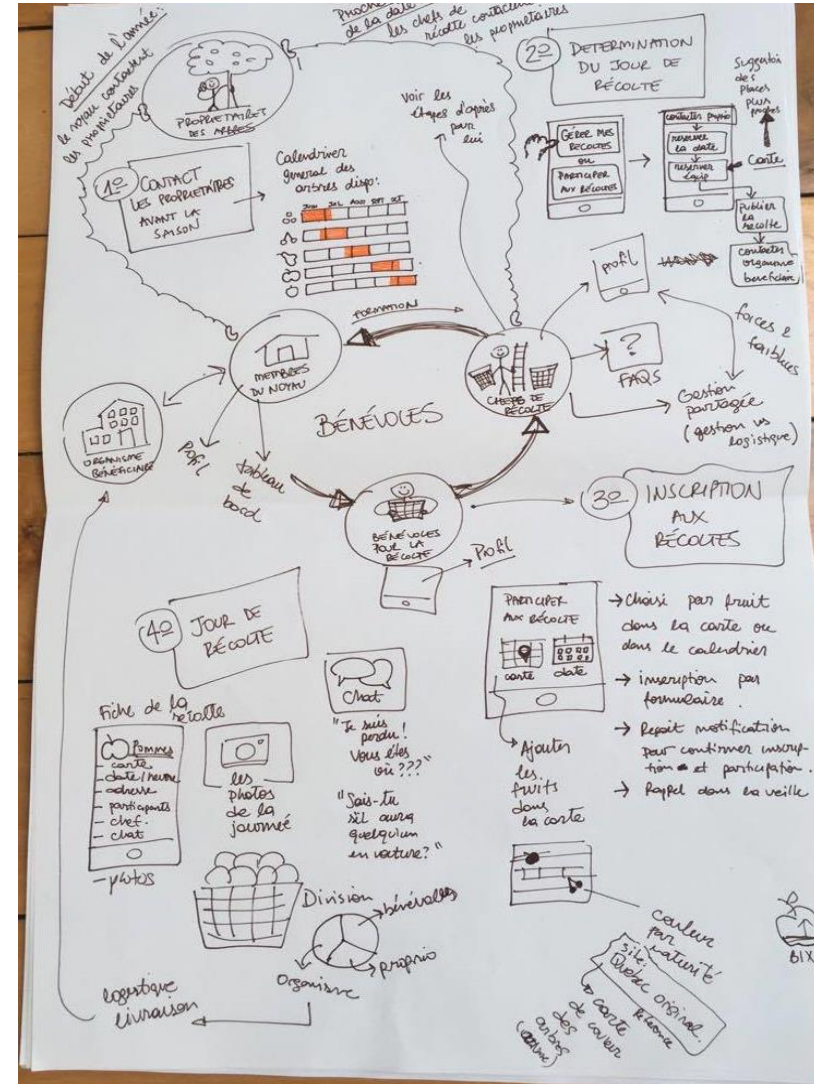 Début de l'année:
le noyau contactent
les propriétaires
Proche
de la date
les chefs de
récolte contactent
les propriétaires
PROPRIETAIRES
DES ARBRES
1º
CONTACT
LES PROPRIÉTAIRES
AVANT LA
SAISON
Calendrier
general des
arbres dispo:
JUIN JUIL AOUT SEPT OCT
voir les
étapes d'après
pour
lui
2º
DETERMINATION
DU JOUR DE
RÉCOLTE
GÉRER MES
RÉCOLTES
OU
PARTICIPER
AUX RÉCOLTES
contacter proprio
reserver
la date
reserver
équip
Suggestion
des
places
plus
proches
Carte
Publier
la
récolte
contacter
organisme
beneficiaire
FORMATION
MEMBRES
DU NOYAU
BÉNÉVOLES
CHEFS DE
RÉCOLTE
profil
?
FAQS
forces &
faiblesses
Gestion
partagée
(gestion vs
logistique)
ORGANISME
BÉNÉFICIAIRE
Profil
tableau
de
bord
BÉNÉVOLES
POUR LA
RÉCOLTE
Profil
3º
INSCRIPTION
AUX
RÉCOLTES
4º
JOUR DE
RÉCOLTE
Fiche de la
récolte
Pommes
carte
– date/heure
– adresse
– participants
– chef.
– chat
– photos
les
photos
de la
journeé
Chat
"Je suis
perdu!
Vous êtes
où ???"
"Sais-tu
s'il aura
quelqu'un
en voiture?"
PARTICIPER
AUX RÉCOLTE
carte date
→ Choisi par fruit
dans la carte ou
dans le calendrier
→ inscription par
formulaire.
→ Reçoit notification
pour confirmer inscrip-
tion et participation.
→ Rappel dans la veille
Ajouter
les
fruits
dans
la carte
Division
bénévoles
proprio
Organisme
logistique
livraison
couleur
par
maturité
site:
Quebec original.
Référence
carte
de couleur
des
arbres
BIX